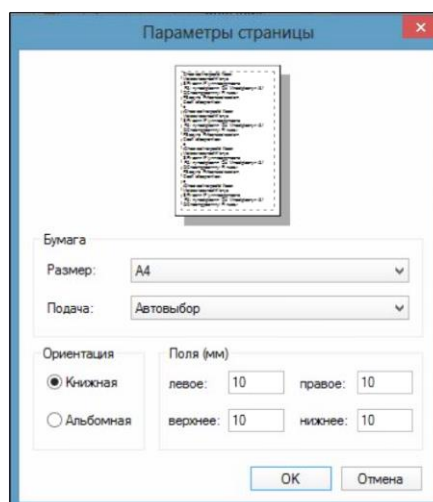 Параметры страницы
Бумага
Размер: A4
Подача: Автовыбор
Ориентация
Книжная
Альбомная
Поля (мм)
левое: 10 правое: 10
верхнее: 10 нижнее: 10
OK Отмена